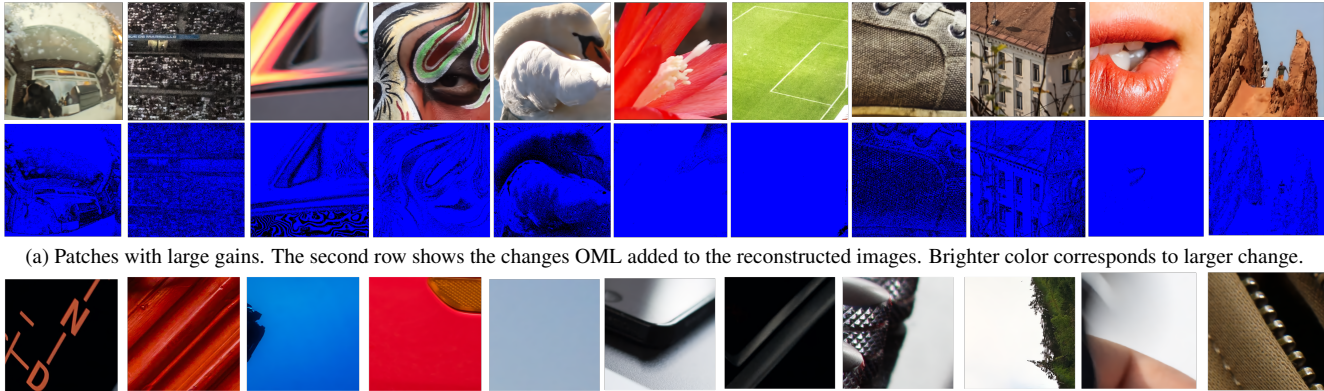 (a) Patches with large gains. The second row shows the changes OML added to the reconstructed images. Brighter color corresponds to larger change.